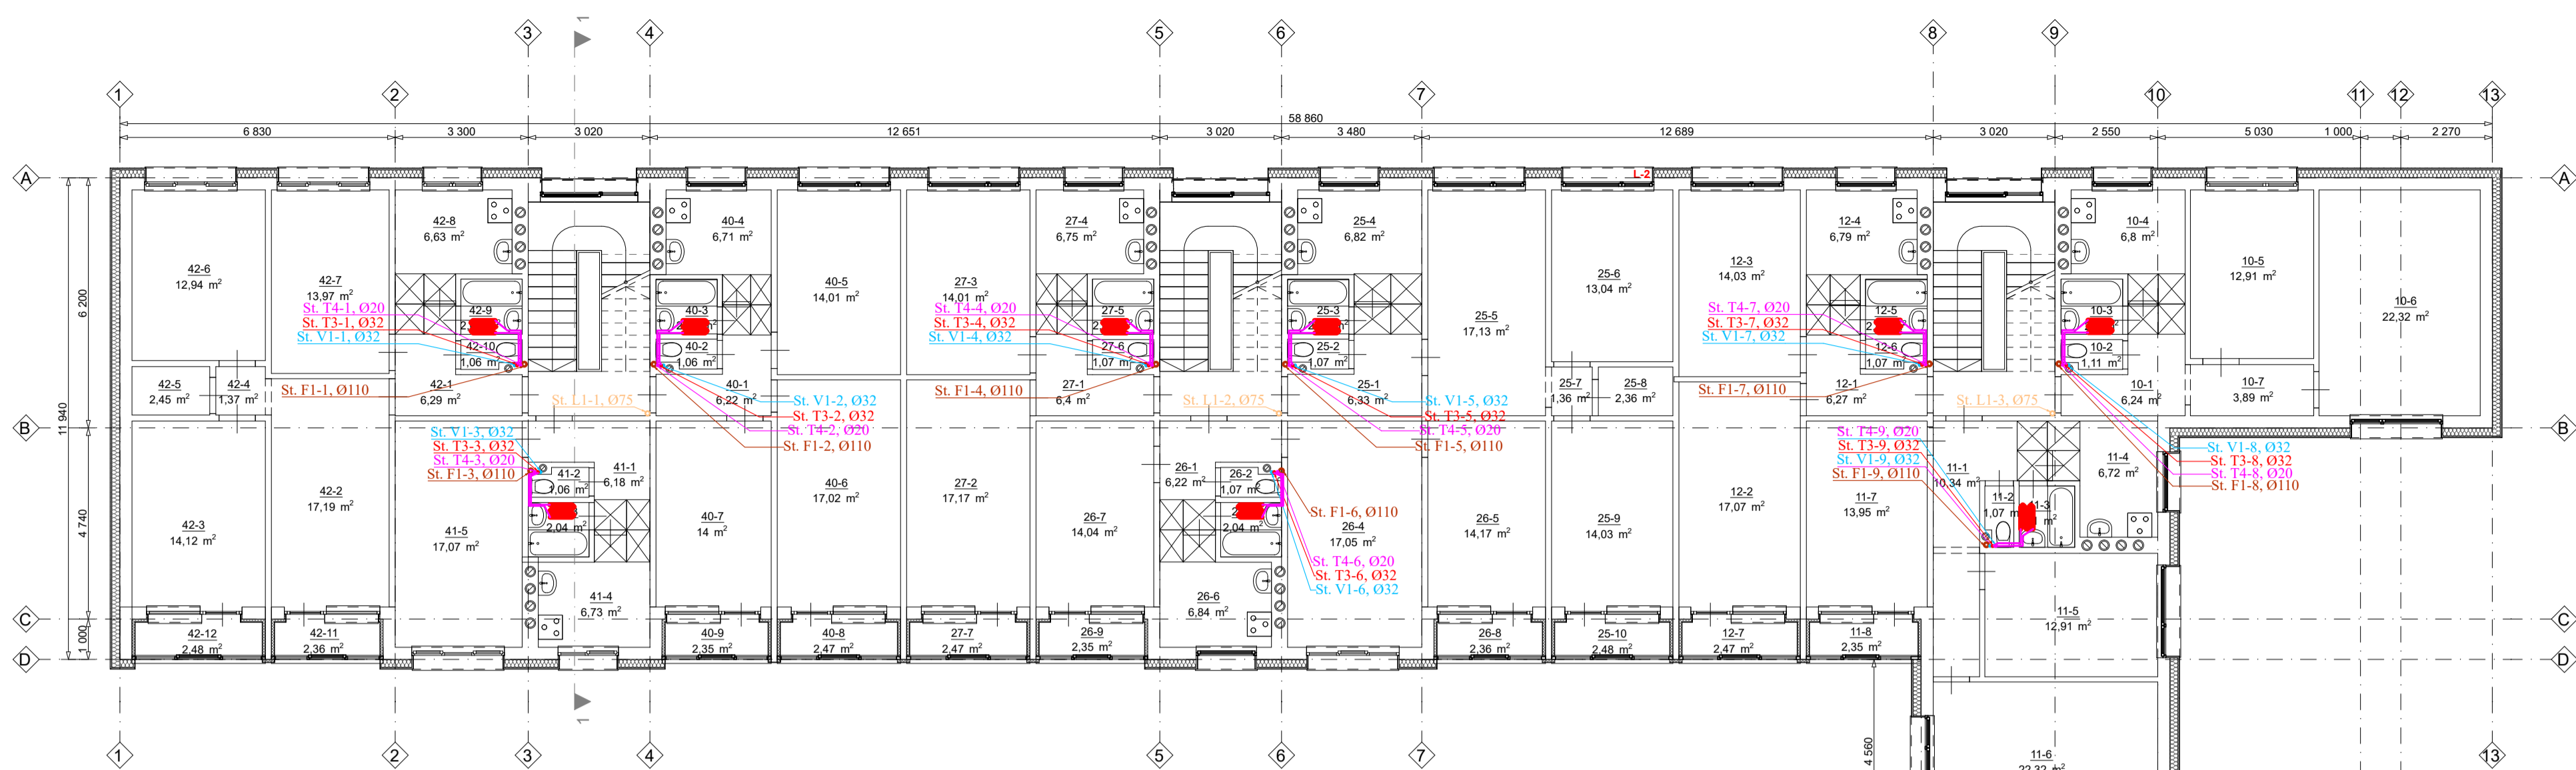 1
3
4
5
6
8
9
1
2
7
10
11
12
13
58 860
6 830
3 300
3 020
12 651
3 020
3 480
12 689
3 020
2 550
5 030
1 000
2 270
A
A
L-2
42-8
6,63 m²
40-4
6,71 m²
27-4
6,75 m²
25-4
6,82 m²
12-4
6,79 m²
10-4
6,8 m²
42-6
12,94 m²
42-7
13,97 m²
40-5
14,01 m²
27-3
14,01 m²
25-6
13,04 m²
12-3
14,03 m²
10-5
12,91 m²
10-6
22,32 m²
6 200
11 940
St. T4-1, Ø20
St. T3-1, Ø32
St. V1-1, Ø32
42-9
40-3
St. T4-4, Ø20
St. T3-4, Ø32
St. V1-4, Ø32
27-5
25-3
25-5
17,13 m²
St. T4-7, Ø20
St. T3-7, Ø32
St. V1-7, Ø32
12-5
10-3
42-10
1,06 m²
40-2
1,06 m²
27-6
1,07 m²
25-2
1,07 m²
12-6
1,07 m²
10-2
1,11 m²
42-5
2,45 m²
42-4
1,37 m²
St. F1-1, Ø110
42-1
6,29 m²
St. L1-1, Ø75
40-1
6,22 m²
St. V1-2, Ø32
St. T3-2, Ø32
St. T4-2, Ø20
St. F1-2, Ø110
St. F1-4, Ø110
27-1
6,4 m²
St. L1-2, Ø75
25-1
6,33 m²
St. V1-5, Ø32
St. T3-5, Ø32
St. T4-5, Ø20
St. F1-5, Ø110
25-7
1,36 m²
25-8
2,36 m²
St. F1-7, Ø110
12-1
6,27 m²
St. L1-3, Ø75
10-1
6,24 m²
10-7
3,89 m²
B
B
St. V1-3, Ø32
St. T3-3, Ø32
St. T4-3, Ø20
St. F1-3, Ø110
41-2
1,06 m²
41-1
6,18 m²
26-1
6,22 m²
26-2
1,07 m²
St. T4-9, Ø20
St. T3-9, Ø32
St. V1-9, Ø32
St. F1-9, Ø110
11-1
10,34 m²
11-4
6,72 m²
St. V1-8, Ø32
St. T3-8, Ø32
St. T4-8, Ø20
St. F1-8, Ø110
4 740
42-3
14,12 m²
42-2
17,19 m²
41-5
17,07 m²
2,04 m²
40-7
14 m²
40-6
17,02 m²
27-2
17,17 m²
26-7
14,04 m²
2,04 m²
26-4
17,05 m²
St. F1-6, Ø110
St. T4-6, Ø20
St. T3-6, Ø32
St. V1-6, Ø32
26-5
14,17 m²
25-9
14,03 m²
12-2
17,07 m²
11-7
13,95 m²
11-2
1,07 m²
41-4
6,73 m²
26-6
6,84 m²
11-5
12,91 m²
C
C
1 000
42-12
2,48 m²
42-11
2,36 m²
40-9
2,35 m²
40-8
2,47 m²
27-7
2,47 m²
26-9
2,35 m²
26-8
2,36 m²
25-10
2,48 m²
12-7
2,47 m²
11-8
2,35 m²
D
D
1
4 560
11-6
22,32 m²
1
2
3
4
5
6
7
13